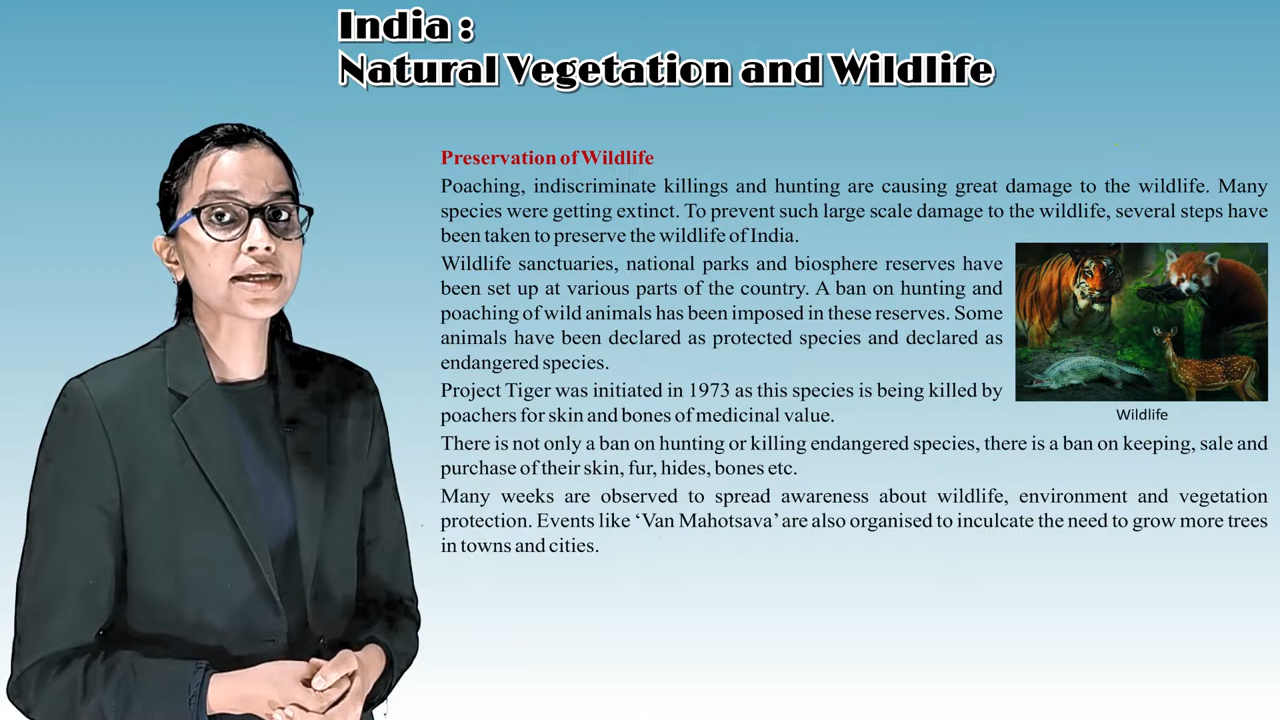 India :
Natural Vegetation and Wildlife
Preservation of Wildlife
Poaching, indiscriminate killings and hunting are causing great damage to the wildlife. Many
species were getting extinct. To prevent such large scale damage to the wildlife, several steps have
been taken to preserve the wildlife of India.
Wildlife sanctuaries, national parks and biosphere reserves have
been set up at various parts of the country. A ban on hunting and
poaching of wild animals has been imposed in these reserves. Some
animals have been declared as protected species and declared as
endangered species.
Project Tiger was initiated in 1973 as this species is being killed by
poachers for skin and bones of medicinal value.
Wildlife
There is not only a ban on hunting or killing endangered species, there is a ban on keeping, sale and
purchase of their skin, fur, hides, bones etc.
Many weeks are observed to spread awareness about wildlife, environment and vegetation
protection. Events like ‘Van Mahotsava’ are also organised to inculcate the need to grow more trees
in towns and cities.